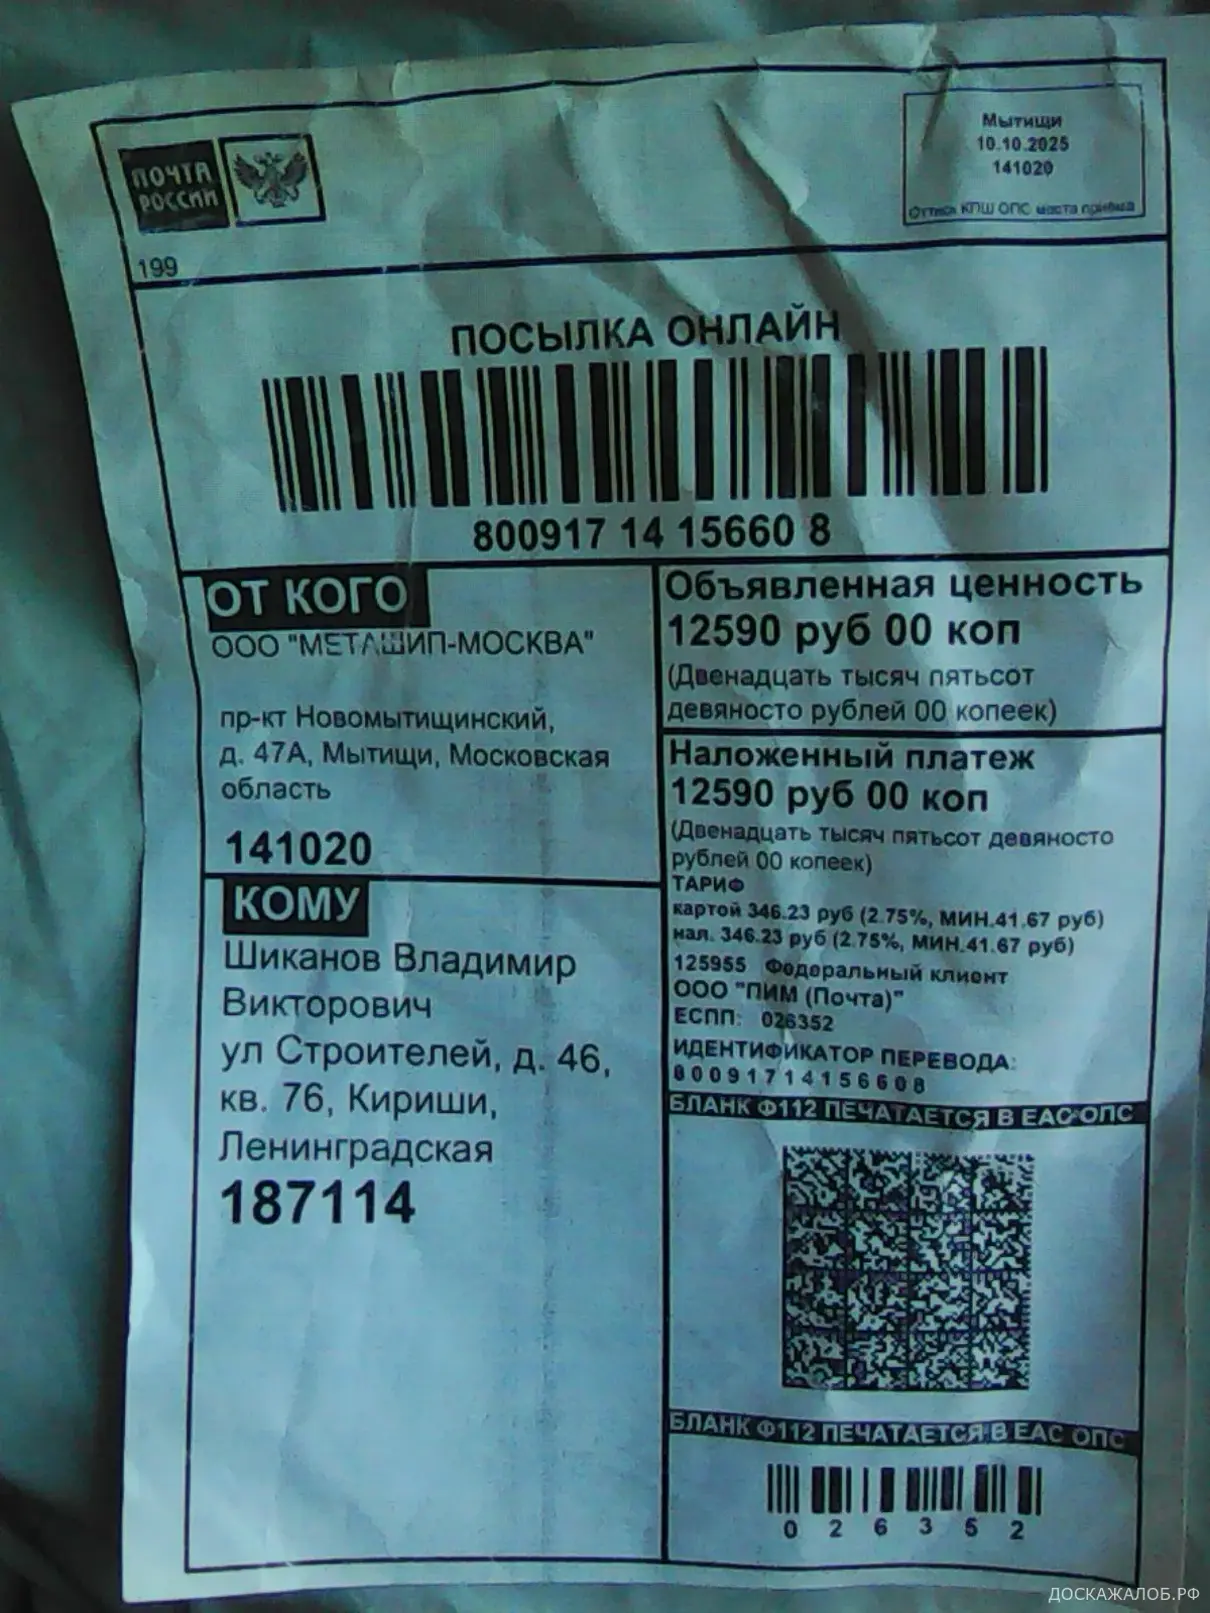 ПОЧТА
РОССИИ
Мытищи
10.10.2025
141020
Оттиск КПШ ОПС места приема
199
ПОСЫЛКА ОНЛАЙН
800917 14 15660 8
ОТ КОГО
ООО "МЕТАШИП-МОСКВА"
пр-кт Новомытищинский,
д. 47А, Мытищи, Московская
область
141020
КОМУ
Шиканов Владимир
Викторович
ул Строителей, д. 46,
кв. 76, Кириши,
Ленинградская
187114
Объявленная ценность
12590 руб 00 коп
(Двенадцать тысяч пятьсот
девяносто рублей 00 копеек)
Наложенный платеж
12590 руб 00 коп
(Двенадцать тысяч пятьсот девяносто
рублей 00 копеек)
ТАРИФ
картой 346.23 руб (2.75%, МИН.41.67 руб)
нал. 346.23 руб (2.75%, МИН.41.67 руб)
125955 Федеральный клиент
ООО "ПИМ (Почта)"
ЕСПП: 026352
ИДЕНТИФИКАТОР ПЕРЕВОДА:
80091714156608
БЛАНК Ф112 ПЕЧАТАЕТСЯ В ЕАС ОПС
БЛАНК Ф112 ПЕЧАТАЕТСЯ В ЕАС ОПС
0 2 6 3 5 2
ДОСКАЖАЛОБ.РФ